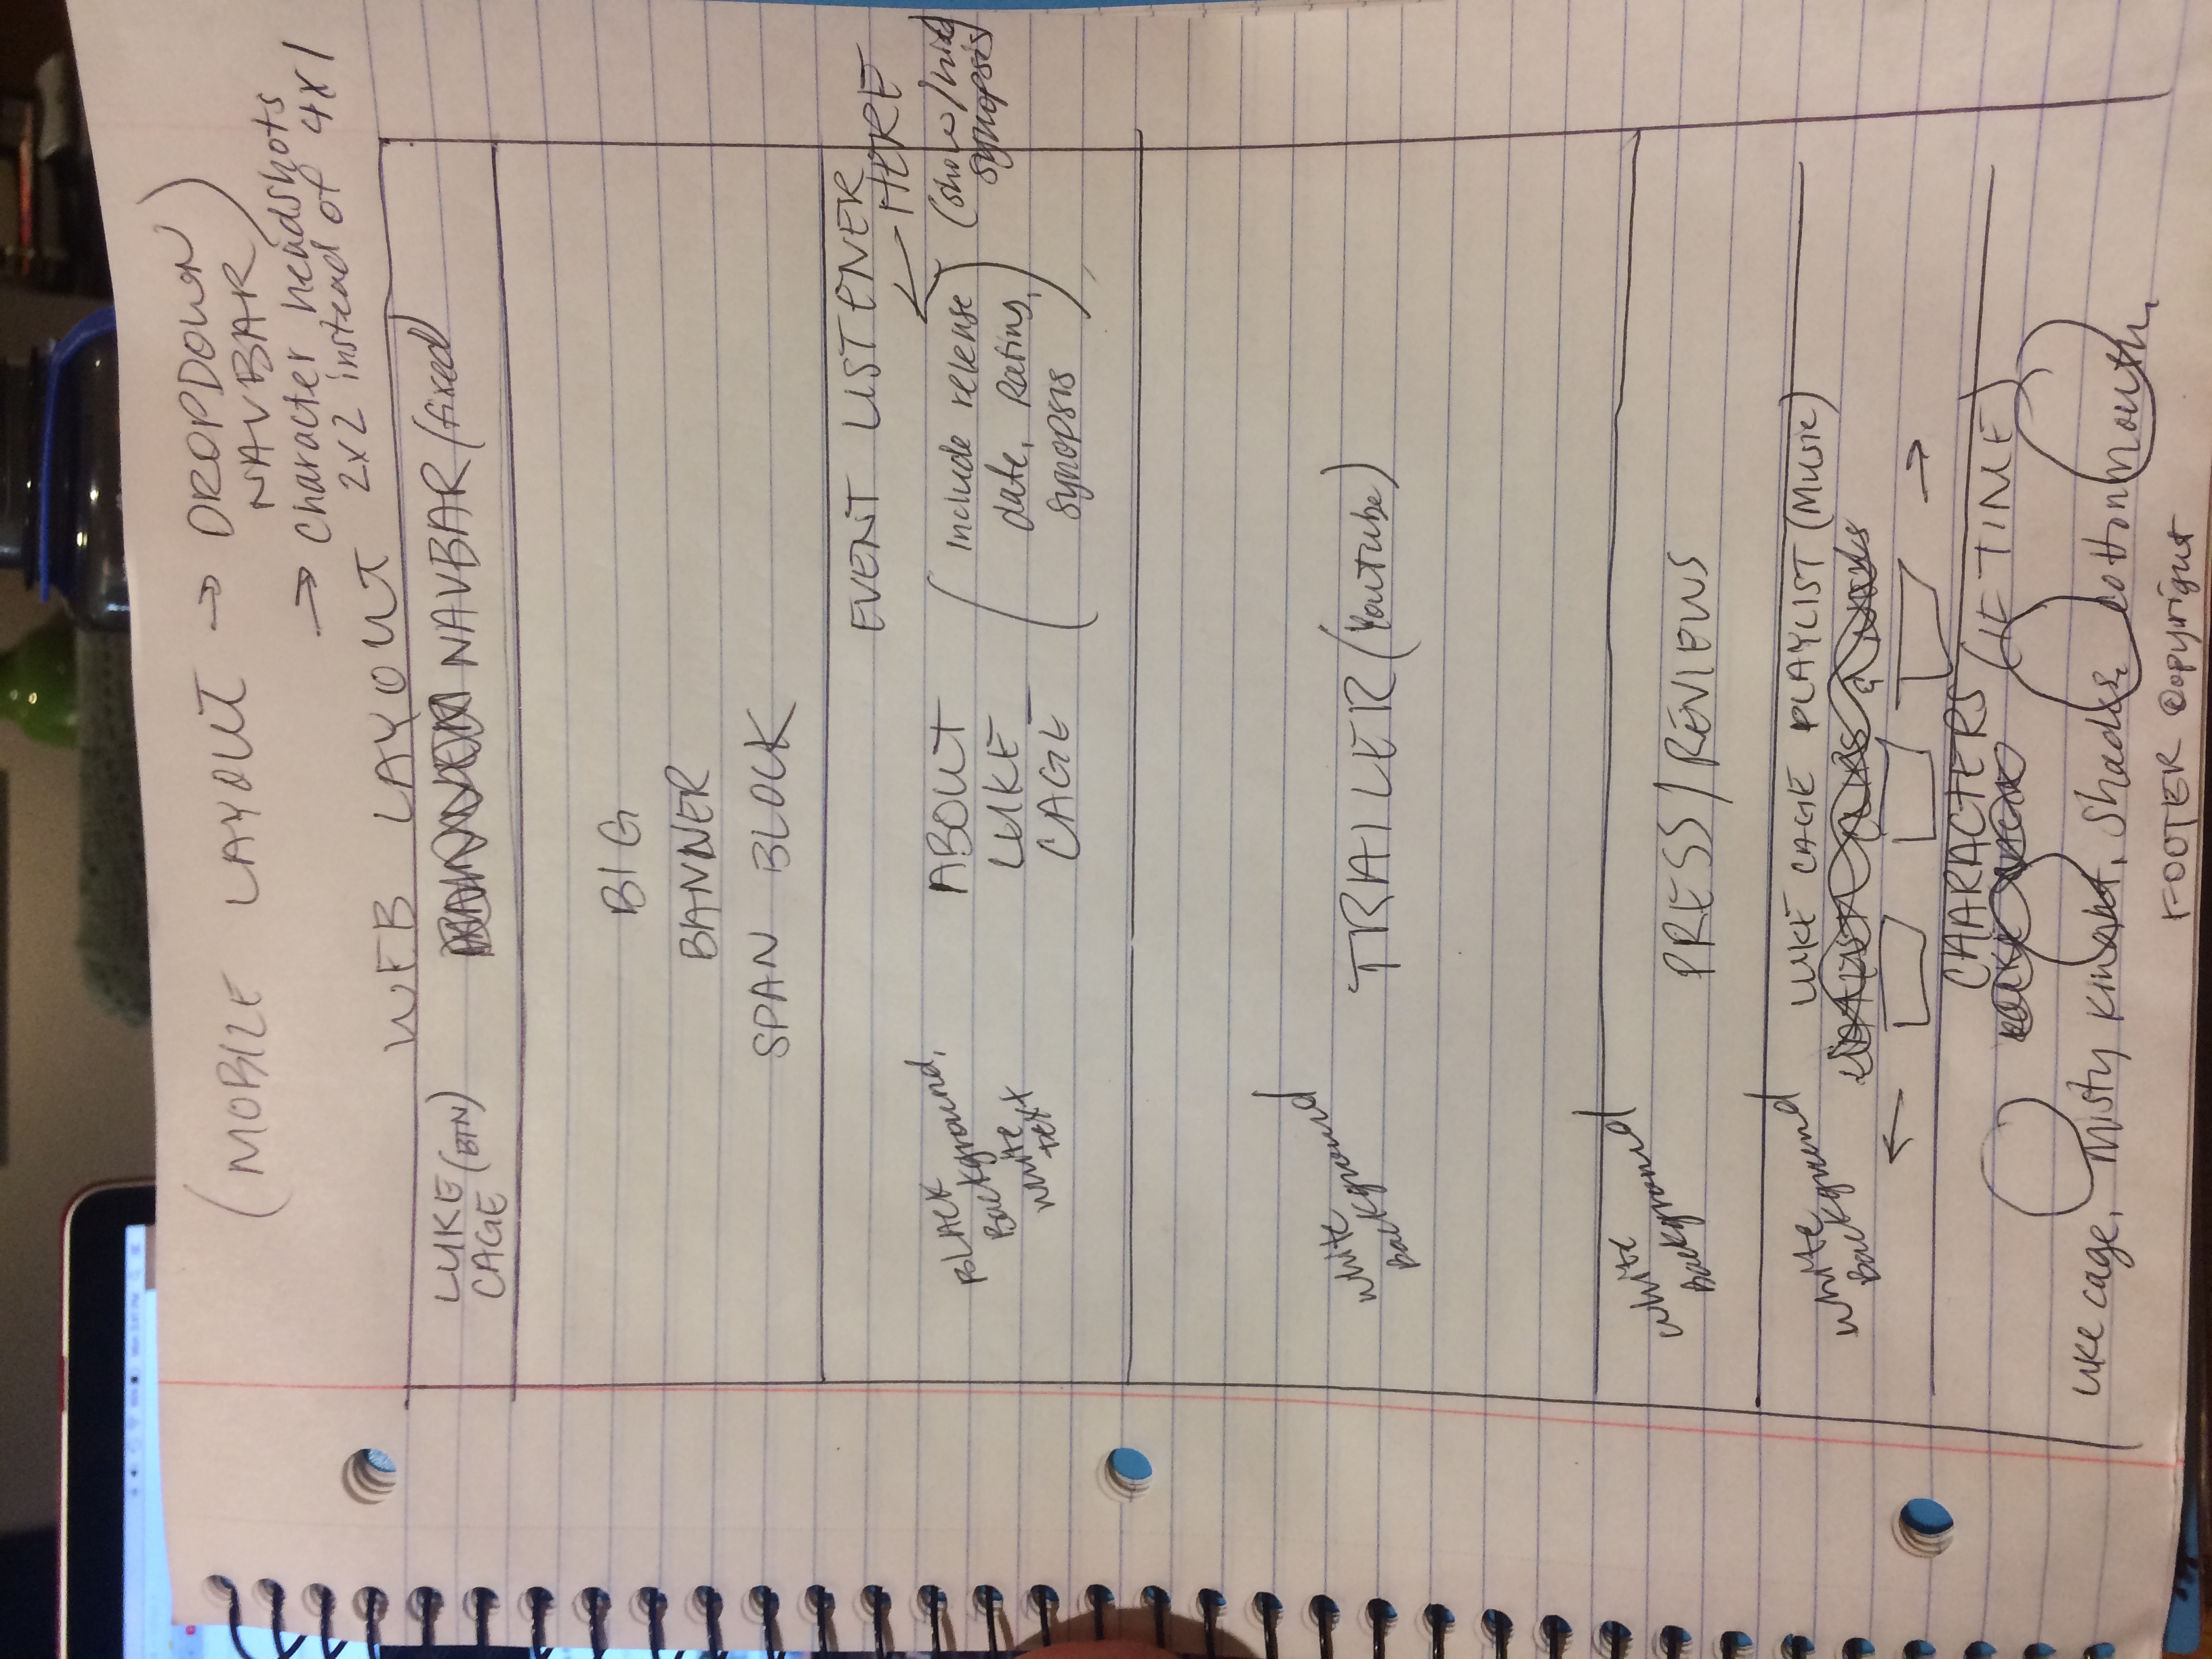 (MOBILE LAYOUT → DROPDOWN
NAVBAR)
→ Character headshots
2x2 instead of 4x1
WEB LAYOUT
LUKE
CAGE (BTN)
NAVBAR (fixed)
BIG
BANNER
SPAN BLOCK
EVENT LISTENER
← HERE
(show/hide
synopsis)
BLACK
Background,
white
text
ABOUT
LUKE
CAGE
(Include release
date, Rating,
synopsis)
White
Background
TRAILER (Youtube)
White
Background
PRESS/REVIEWS
White
Background
LUKE CAGE PLAYLIST (MUSIC)
← →
CHARACTERS
(IF TIME)
Luke cage, Misty Knight, Shades, Cottonmouth,
FOOTER ©opyright